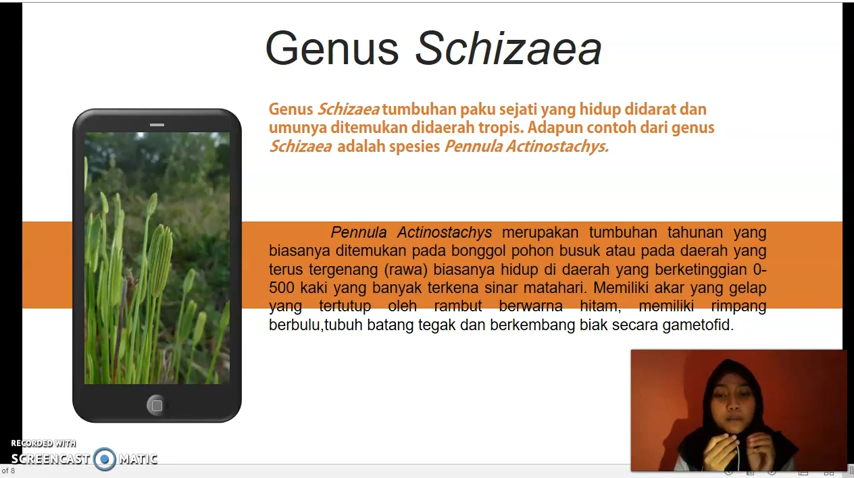 Genus Schizaea
Genus Schizaea tumbuhan paku sejati yang hidup didarat dan
umunya ditemukan didaerah tropis. Adapun contoh dari genus
Schizaea adalah spesies Pennula Actinostachys.
Pennula Actinostachys merupakan tumbuhan tahunan yang
biasanya ditemukan pada bonggol pohon busuk atau pada daerah yang
terus tergenang (rawa) biasanya hidup di daerah yang berketinggian 0-
500 kaki yang banyak terkena sinar matahari. Memiliki akar yang gelap
yang tertutup oleh rambut berwarna hitam, memiliki rimpang
berbulu,tubuh batang tegak dan berkembang biak secara gametofid.
RECORDED WITH
SCREENCAST MATIC
of 8